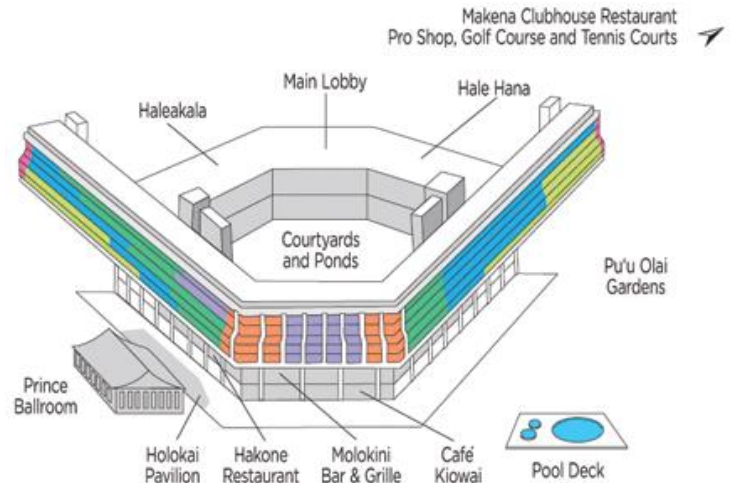 Makena Clubhouse Restaurant
Pro Shop, Golf Course and Tennis Courts
Main Lobby
Hale Hana
Haleakala
Courtyards
and Ponds
Pu'u Olai
Gardens
Prince
Ballroom
Holokai
Pavilion
Hakone
Restaurant
Molokini
Bar & Grille
Café
Kiowai
Pool Deck